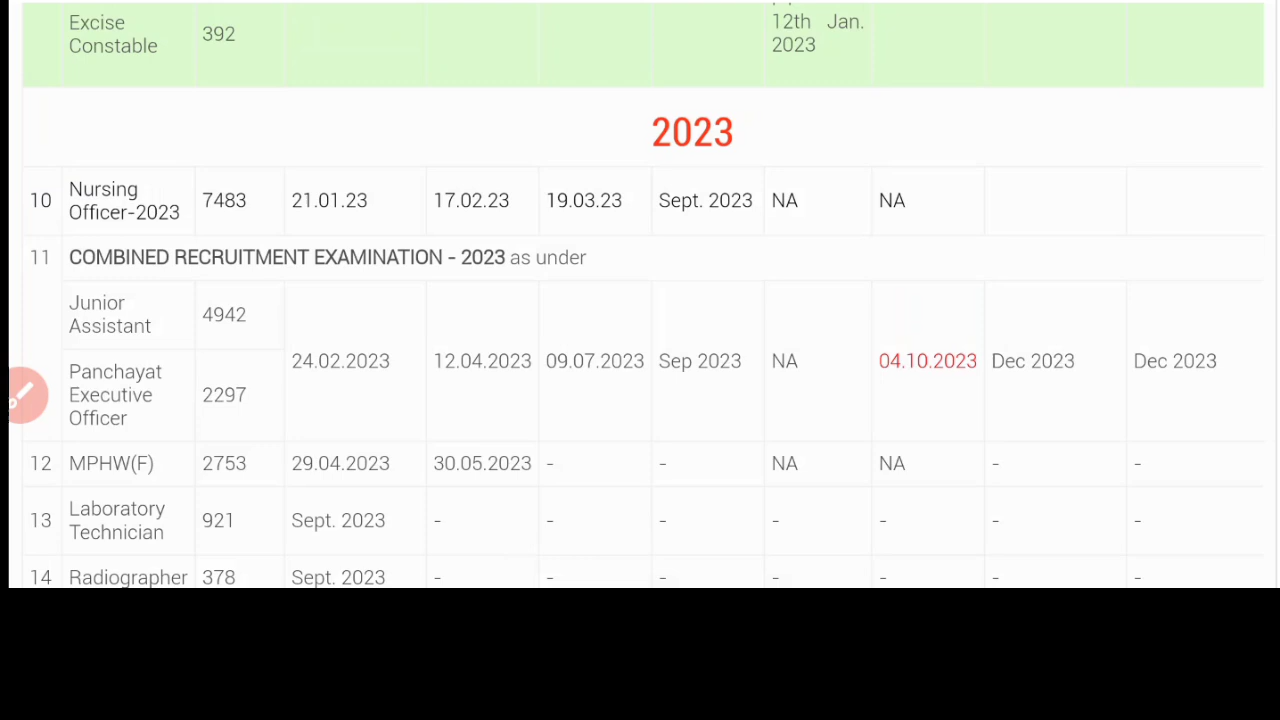 Excise
Constable
392
12th Jan.
2023
2023
10 Nursing Officer-2023 7483 21.01.23 17.02.23 19.03.23 Sept. 2023 NA NA
11 COMBINED RECRUITMENT EXAMINATION - 2023 as under
Junior
Assistant
4942
Panchayat
Executive
Officer
2297
24.02.2023 12.04.2023 09.07.2023 Sep 2023 NA 04.10.2023 Dec 2023 Dec 2023
12 MPHW(F) 2753 29.04.2023 30.05.2023 - - NA NA - -
13 Laboratory Technician 921 Sept. 2023 - - - - - - -
14 Radiographer 378 Sept. 2023 - - - - - - -